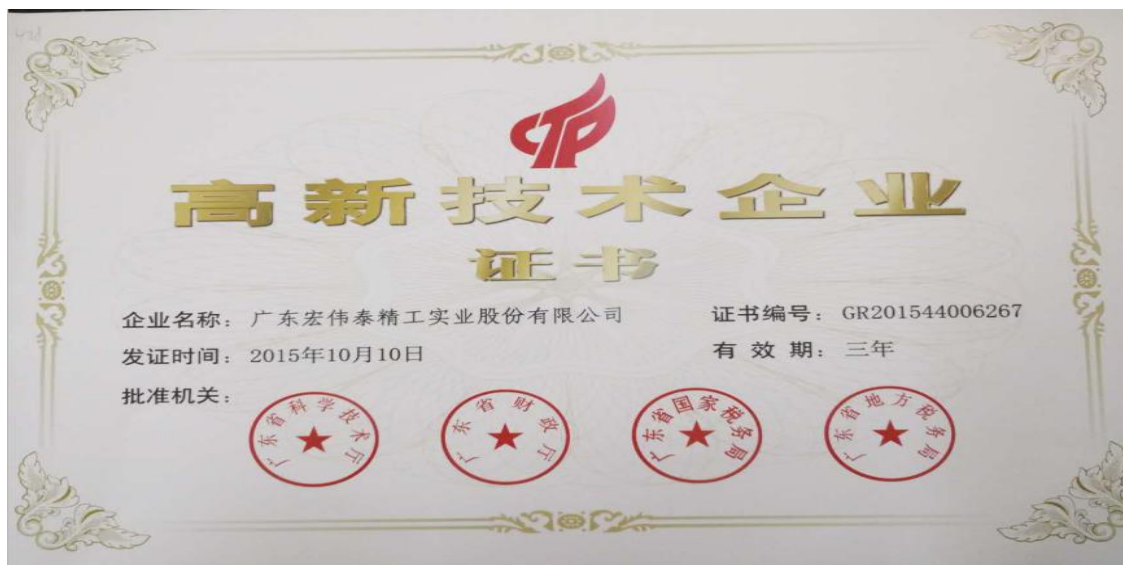 高新技术企业
证书
企业名称：广东宏伟泰精工实业股份有限公司 证书编号：GR201544006267
发证时间：2015年10月10日 有效期：三年
批准机关：
广东省科学技术厅 广东省财政厅 广东省国家税务局 广东省地方税务局